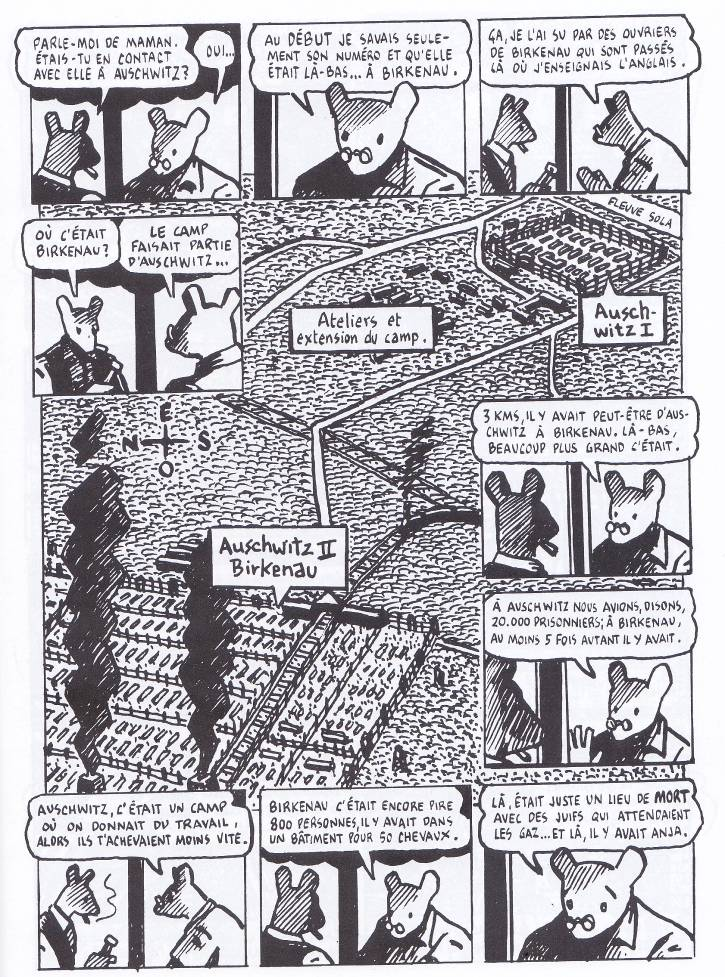 PARLE-MOI DE MAMAN.
ÉTAIS-TU EN CONTACT
AVEC ELLE À AUSCHWITZ?
OUI...
AU DÉBUT JE SAVAIS SEULE-
MENT SON NUMÉRO ET QU'ELLE
ÉTAIT LÀ-BAS... À BIRKENAU.
ÇA, JE L'AI SU PAR DES OUVRIERS
DE BIRKENAU QUI SONT PASSÉS
LÀ OÙ J'ENSEIGNAIS L'ANGLAIS.
OÙ C'ÉTAIT
BIRKENAU?
LE CAMP
FAISAIT PARTIE
D'AUSCHWITZ...
FLEUVE SOLA
Ateliers et
extension du camp.
Ausch-
witz I
E
N S
O
3 KMS, IL Y AVAIT PEUT-ÊTRE D'AUS-
CHWITZ À BIRKENAU. LÀ-BAS,
BEAUCOUP PLUS GRAND C'ÉTAIT.
Auschwitz II
Birkenau
À AUSCHWITZ NOUS AVIONS, DISONS,
20.000 PRISONNIERS; À BIRKENAU,
AU MOINS 5 FOIS AUTANT IL Y AVAIT.
AUSCHWITZ, C'ÉTAIT UN CAMP
OÙ ON DONNAIT DU TRAVAIL,
ALORS ILS T'ACHEVAIENT MOINS VITE.
BIRKENAU C'ÉTAIT ENCORE PIRE
800 PERSONNES, IL Y AVAIT DANS
UN BÂTIMENT POUR 50 CHEVAUX.
LÀ, ÉTAIT JUSTE UN LIEU DE MORT
AVEC DES JUIFS QUI ATTENDAIENT
LES GAZ... ET LÀ, IL Y AVAIT ANJA.